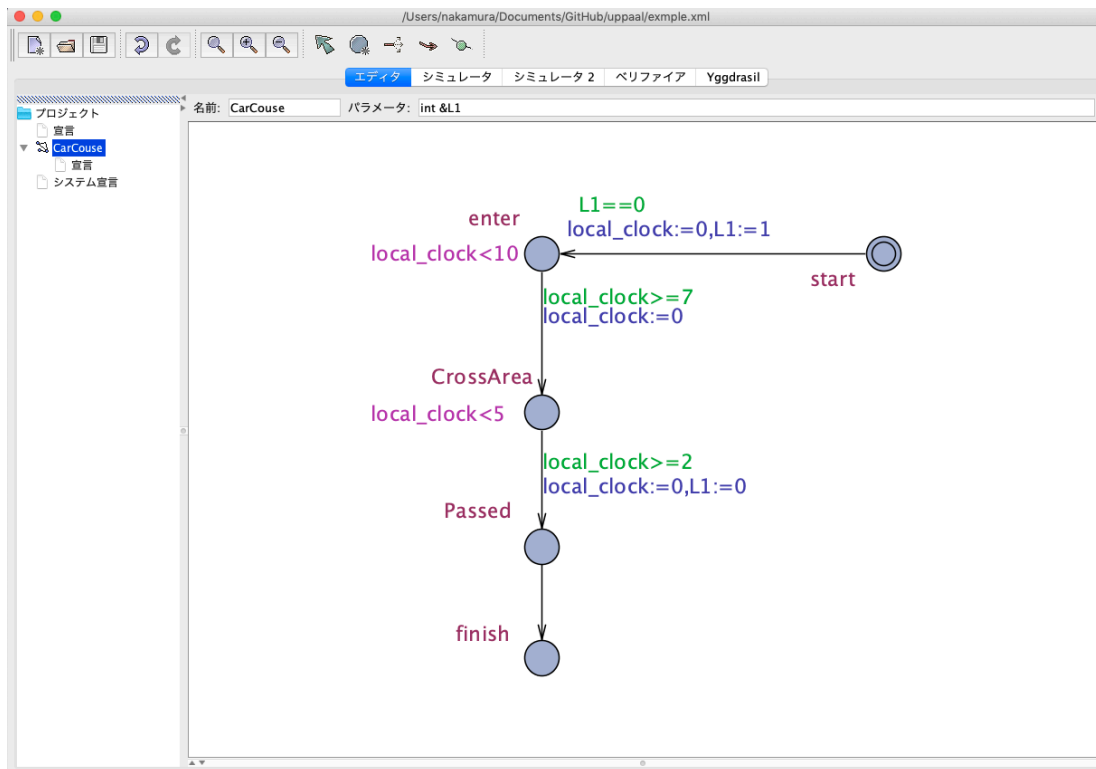 /Users/nakamura/Documents/GitHub/uppaal/exmple.xml
エディタ シミュレータ シミュレータ 2 ベリファイア Yggdrasil
名前: CarCouse パラメータ: int &L1
プロジェクト
宣言
CarCouse
宣言
システム宣言
L1==0
enter
local_clock:=0,L1:=1
local_clock<10
start
local_clock>=7
local_clock:=0
CrossArea
local_clock<5
local_clock>=2
local_clock:=0,L1:=0
Passed
finish